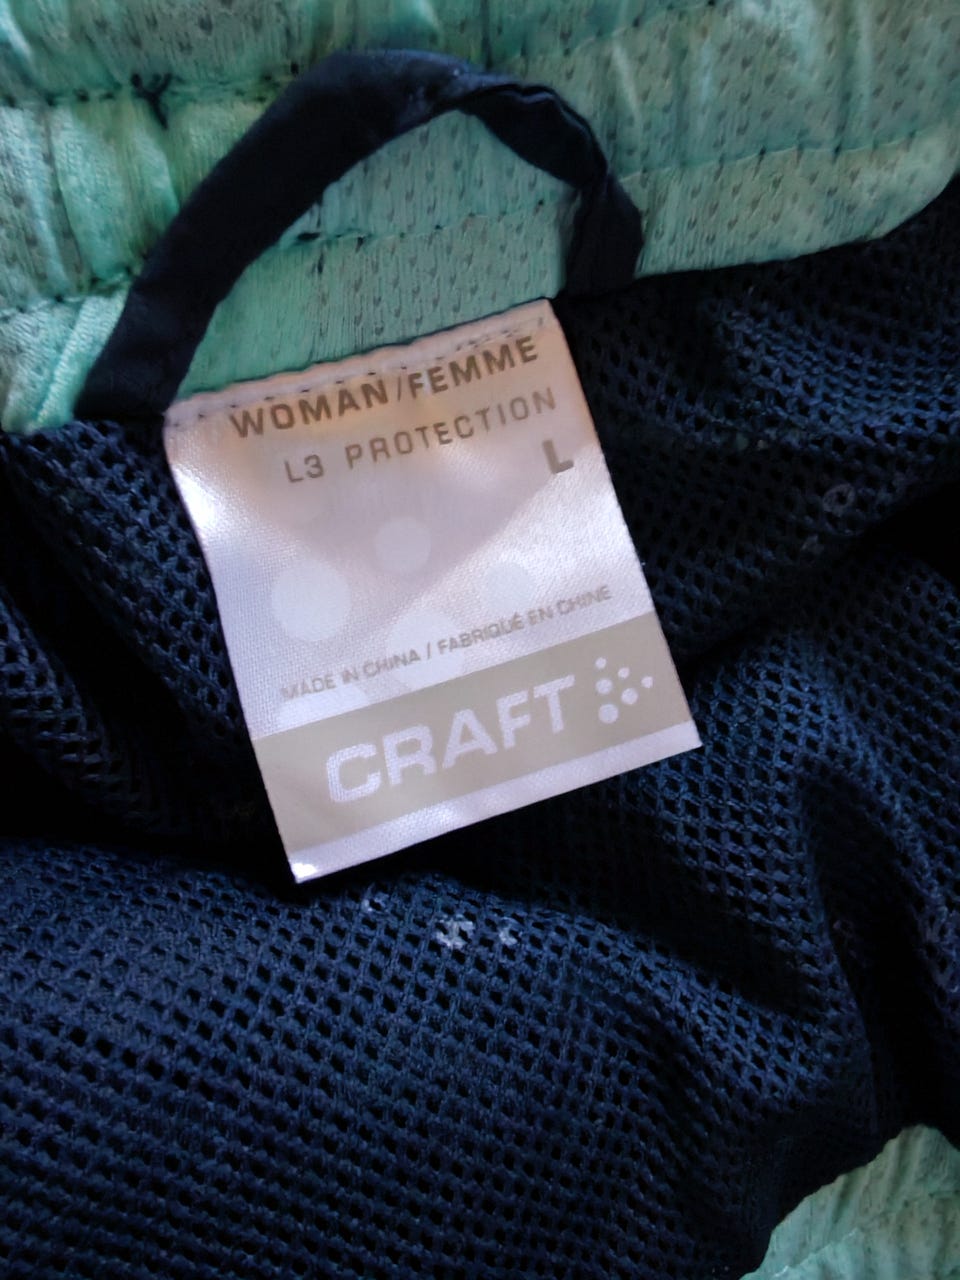 WOMAN/FEMME
L3 PROTECTION
L
MADE IN CHINA / FABRIQUÉ EN CHINE
CRAFT